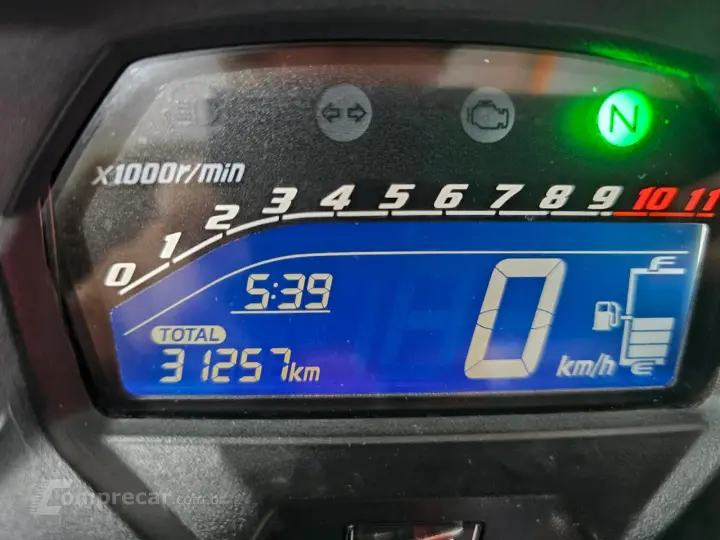 N
X1000r/min
0 1 2 3 4 5 6 7 8 9 10 11
5:39
0 km/h
F
E
TOTAL
31257km
Comprecar.com.br